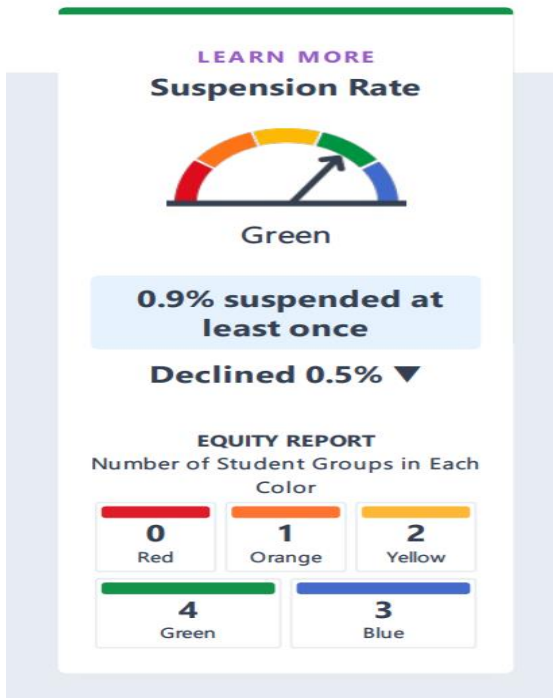 LEARN MORE
Suspension Rate
Green
0.9% suspended at
least once
Declined 0.5% ▼
EQUITY REPORT
Number of Student Groups in Each
Color
0
Red
1
Orange
2
Yellow
4
Green
3
Blue